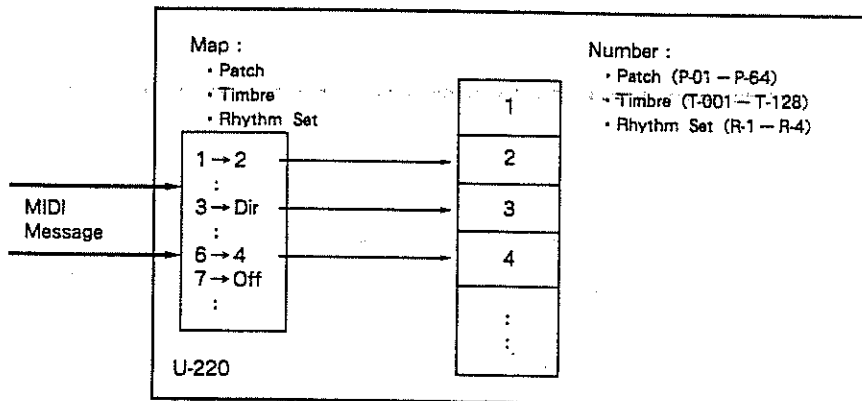 Map :
・Patch
・Timbre
・Rhythm Set
1→2
:
3→Dir
:
6→4
7→Off
:
MIDI
Message
U-220
1
2
3
4
:
:
Number :
・Patch (P-01 – P-64)
・Timbre (T-001 – T-128)
・Rhythm Set (R-1 – R-4)